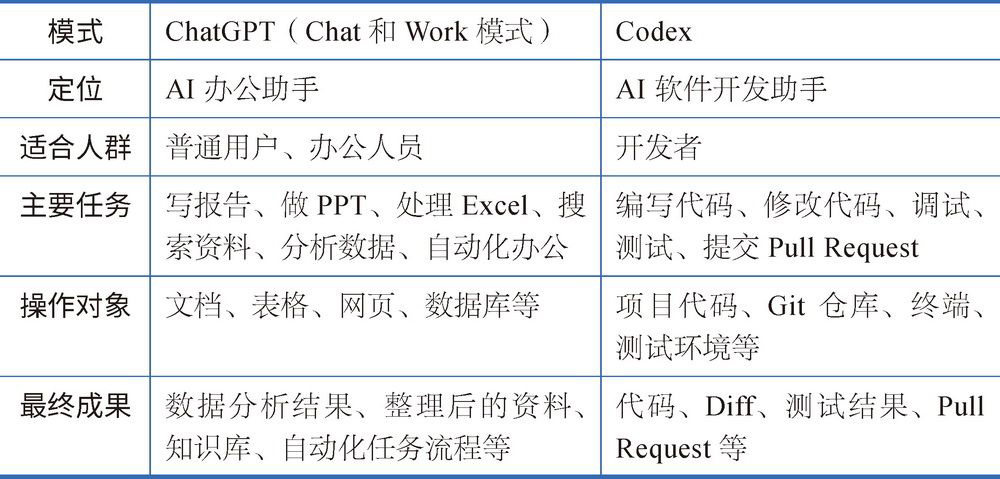 模式 ChatGPT（Chat 和 Work 模式） Codex
定位 AI 办公助手 AI 软件开发助手
适合人群 普通用户、办公人员 开发者
主要任务 写报告、做 PPT、处理 Excel、搜 编写代码、修改代码、调试、
索资料、分析数据、自动化办公 测试、提交 Pull Request
操作对象 文档、表格、网页、数据库等 项目代码、Git 仓库、终端、
测试环境等
最终成果 数据分析结果、整理后的资料、 代码、Diff、测试结果、Pull
知识库、自动化任务流程等 Request 等